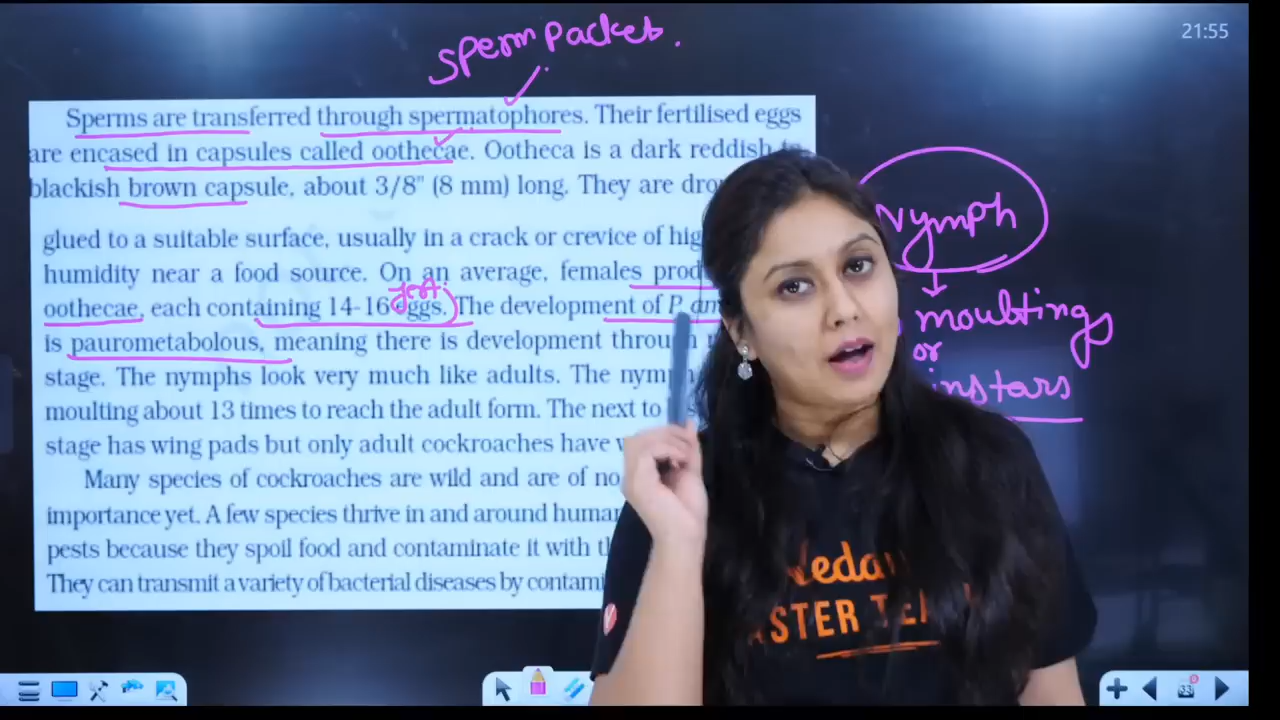 21:55
Sperm packet.
Sperms are transferred through spermatophores. Their fertilised eggs
are encased in capsules called oothecae. Ootheca is a dark reddish to
blackish brown capsule, about 3/8" (8 mm) long. They are dro
glued to a suitable surface, usually in a crack or crevice of hig
humidity near a food source. On an average, females prod
fert.
oothecae, each containing 14-16 eggs. The development of P. am
is paurometabolous, meaning there is development through
stage. The nymphs look very much like adults. The nym
moulting about 13 times to reach the adult form. The next to
stage has wing pads but only adult cockroaches have
Many species of cockroaches are wild and are of no
importance yet. A few species thrive in and around human
pests because they spoil food and contaminate it with th
They can transmit a variety of bacterial diseases by contami
Nymph
moultings
or
instars
33